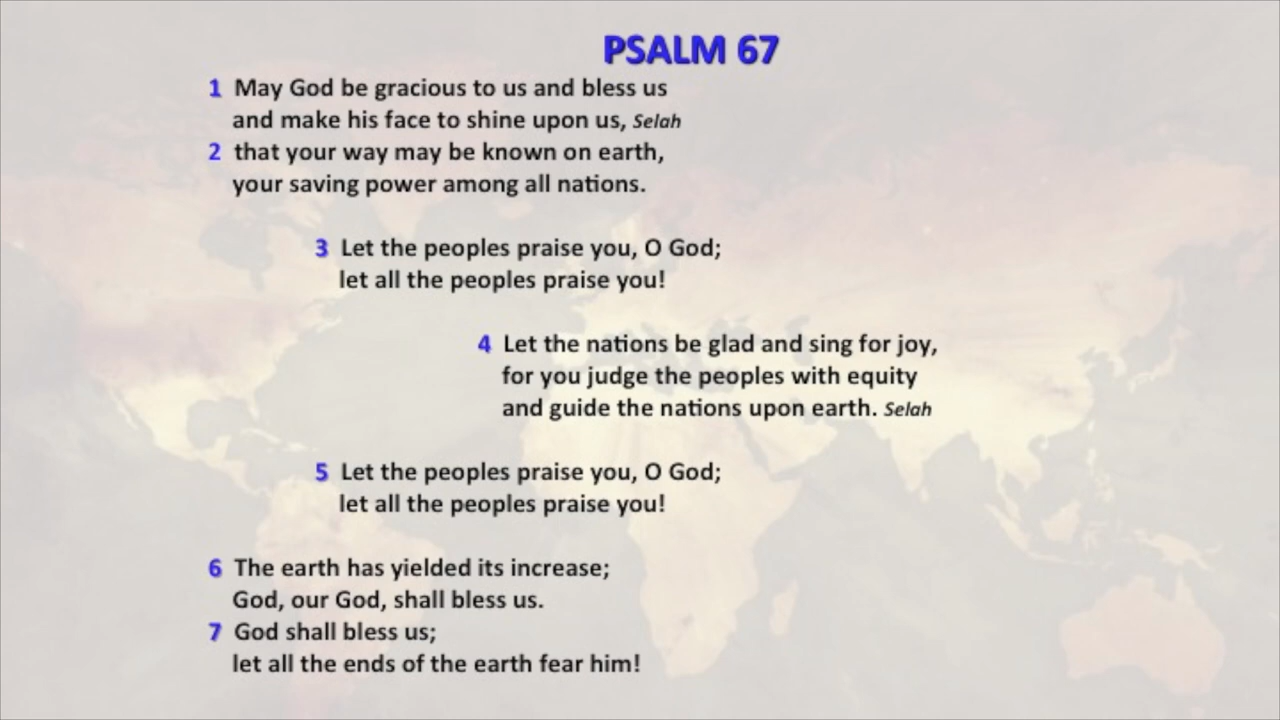 PSALM 67
1 May God be gracious to us and bless us
and make his face to shine upon us, Selah
2 that your way may be known on earth,
your saving power among all nations.
3 Let the peoples praise you, O God;
let all the peoples praise you!
4 Let the nations be glad and sing for joy,
for you judge the peoples with equity
and guide the nations upon earth. Selah
5 Let the peoples praise you, O God;
let all the peoples praise you!
6 The earth has yielded its increase;
God, our God, shall bless us.
7 God shall bless us;
let all the ends of the earth fear him!